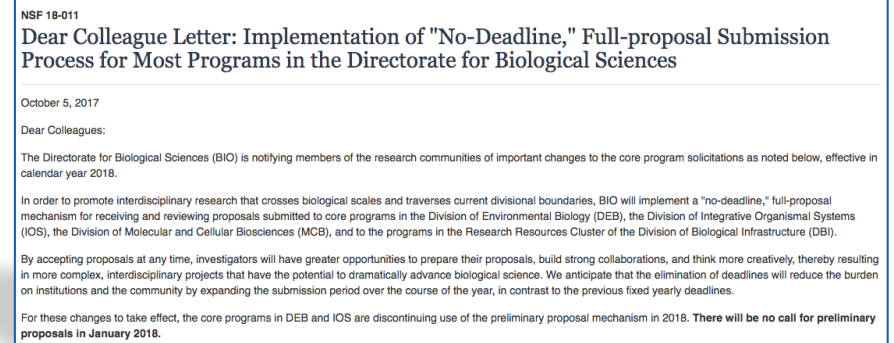 NSF 18-011
Dear Colleague Letter: Implementation of "No-Deadline," Full-proposal Submission
Process for Most Programs in the Directorate for Biological Sciences
October 5, 2017
Dear Colleagues:
The Directorate for Biological Sciences (BIO) is notifying members of the research communities of important changes to the core program solicitations as noted below, effective in
calendar year 2018.
In order to promote interdisciplinary research that crosses biological scales and traverses current divisional boundaries, BIO will implement a "no-deadline," full-proposal
mechanism for receiving and reviewing proposals submitted to core programs in the Division of Environmental Biology (DEB), the Division of Integrative Organismal Systems
(IOS), the Division of Molecular and Cellular Biosciences (MCB), and to the programs in the Research Resources Cluster of the Division of Biological Infrastructure (DBI).
By accepting proposals at any time, investigators will have greater opportunities to prepare their proposals, build strong collaborations, and think more creatively, thereby resulting
in more complex, interdisciplinary projects that have the potential to dramatically advance biological science. We anticipate that the elimination of deadlines will reduce the burden
on institutions and the community by expanding the submission period over the course of the year, in contrast to the previous fixed yearly deadlines.
For these changes to take effect, the core programs in DEB and IOS are discontinuing use of the preliminary proposal mechanism in 2018. There will be no call for preliminary
proposals in January 2018.